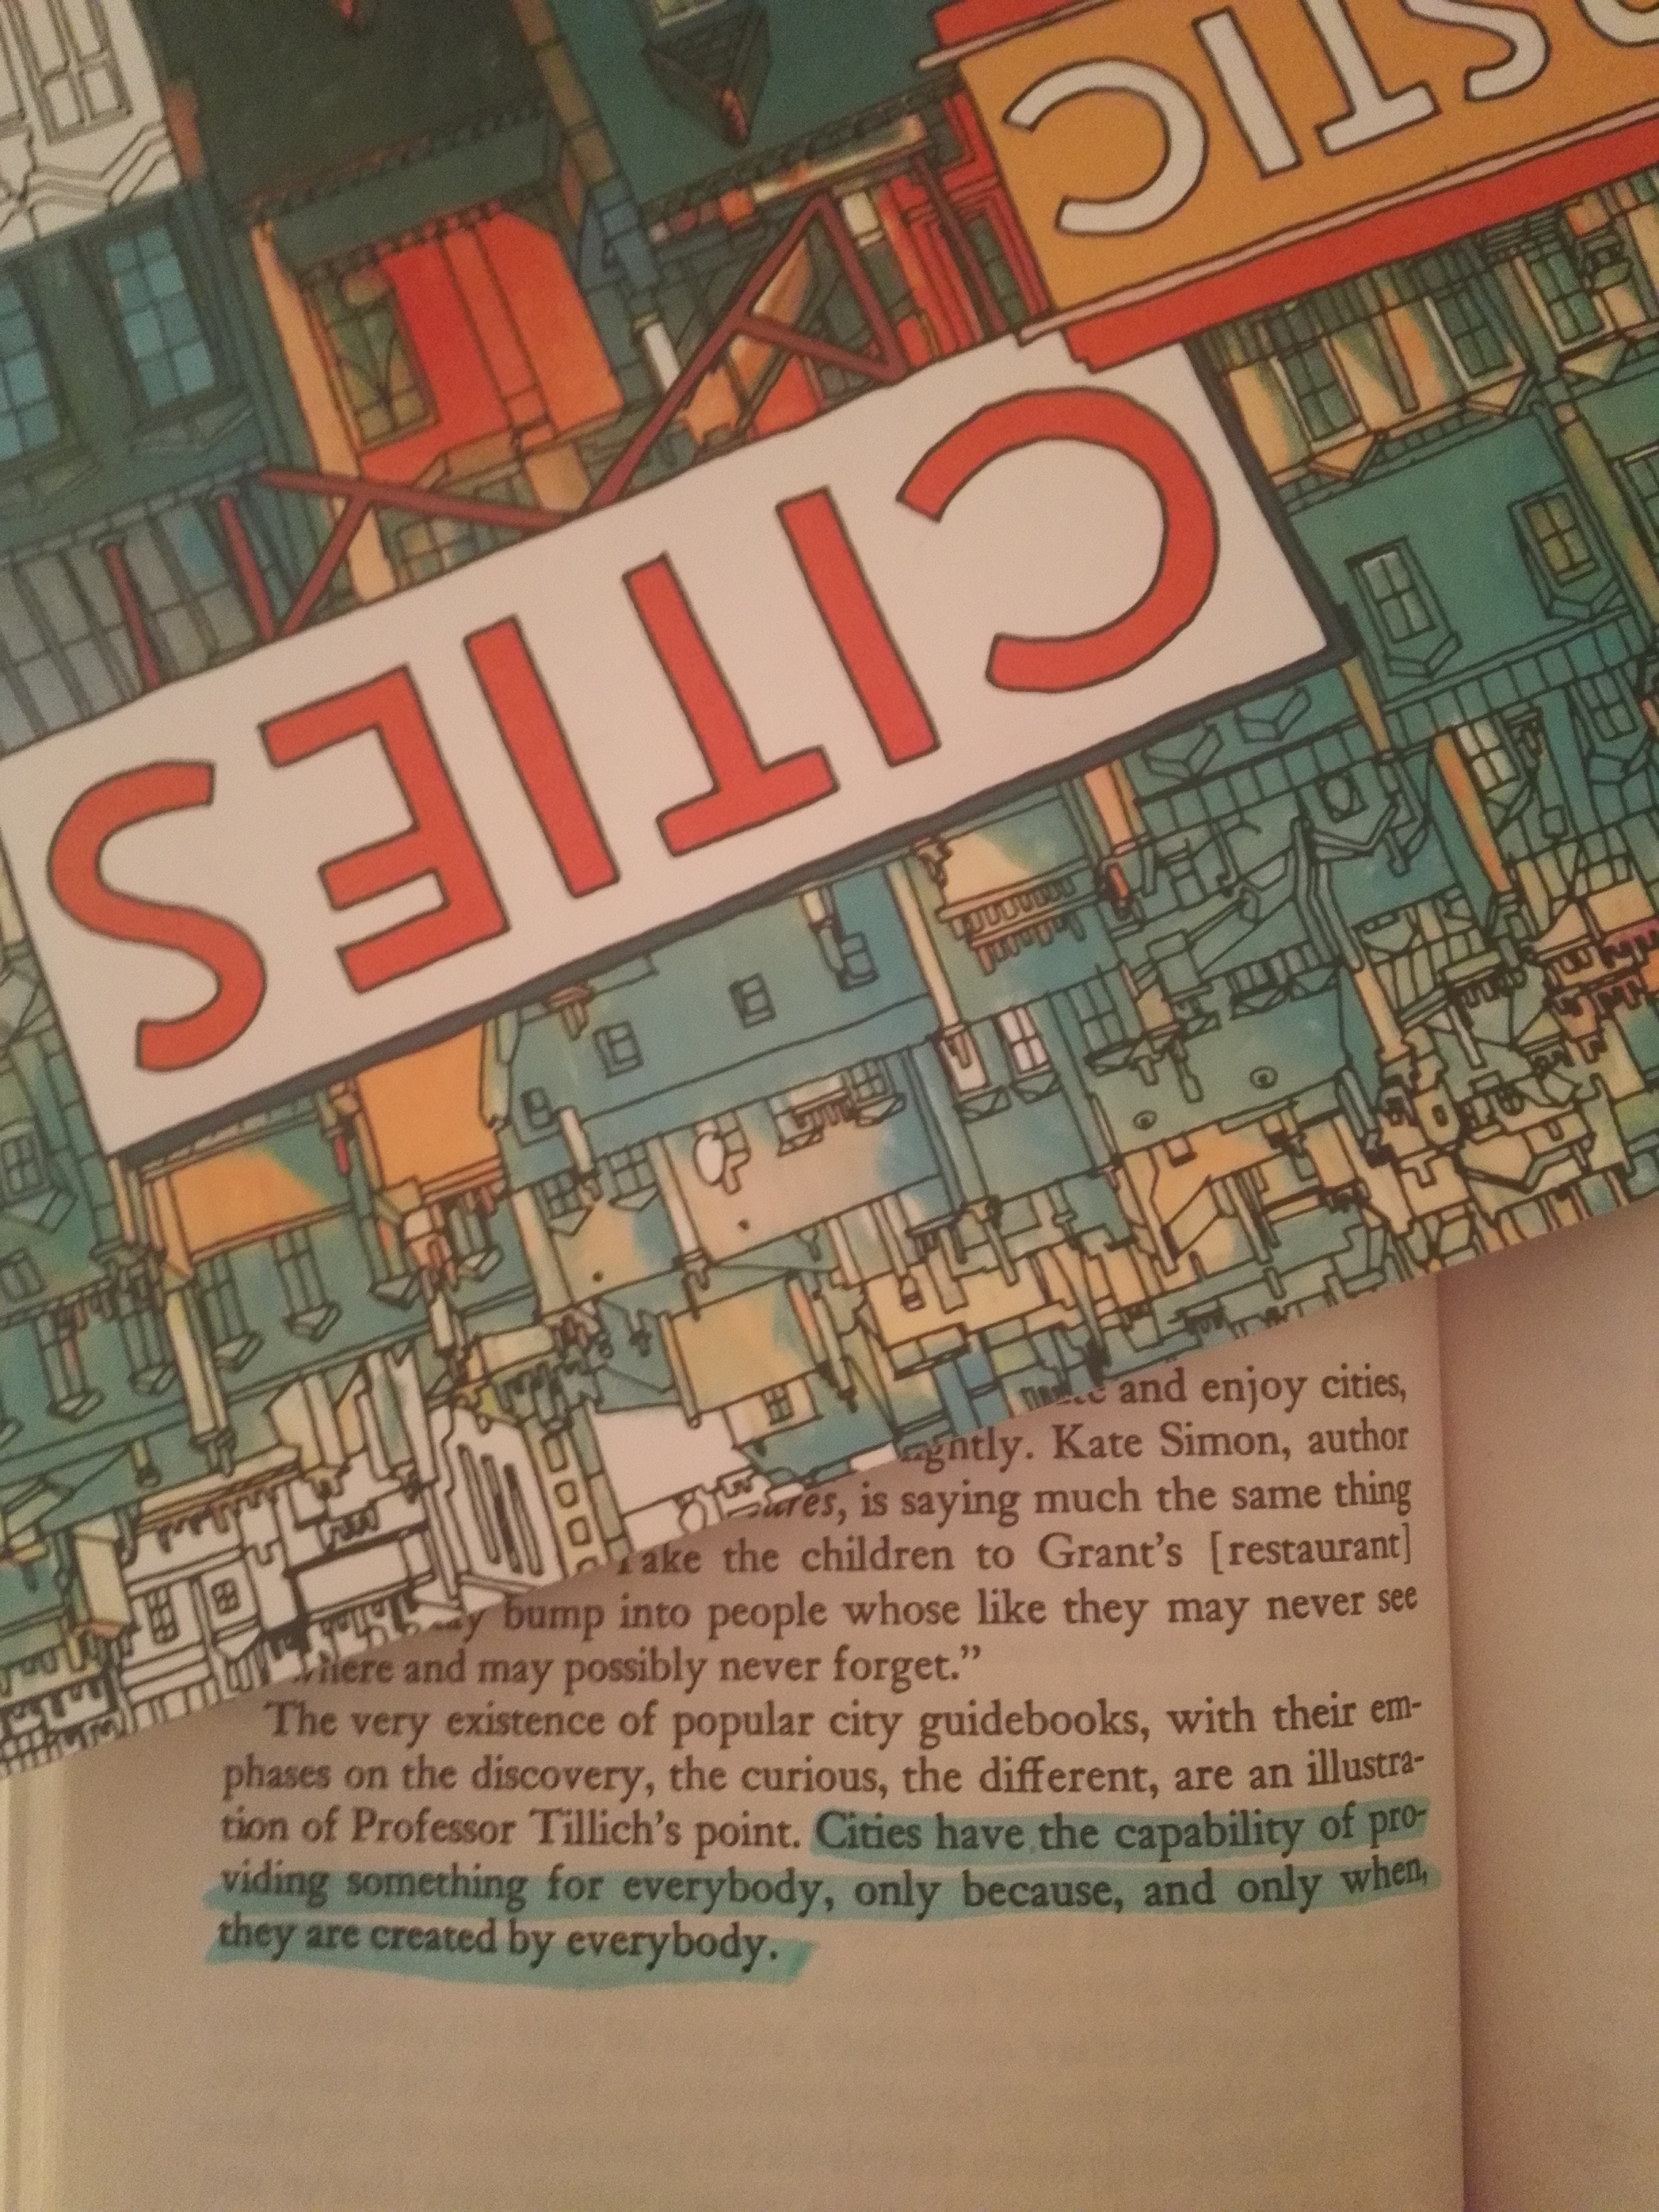 STIC
CITIES
and enjoy cities,
Kate Simon, author
is saying much the same thing
Take the children to Grant's [restaurant]
bump into people whose like they may never see
and may possibly never forget.”
The very existence of popular city guidebooks, with their em-
phases on the discovery, the curious, the different, are an illustra-
tion of Professor Tillich's point. Cities have the capability of pro-
viding something for everybody, only because, and only when,
they are created by everybody.